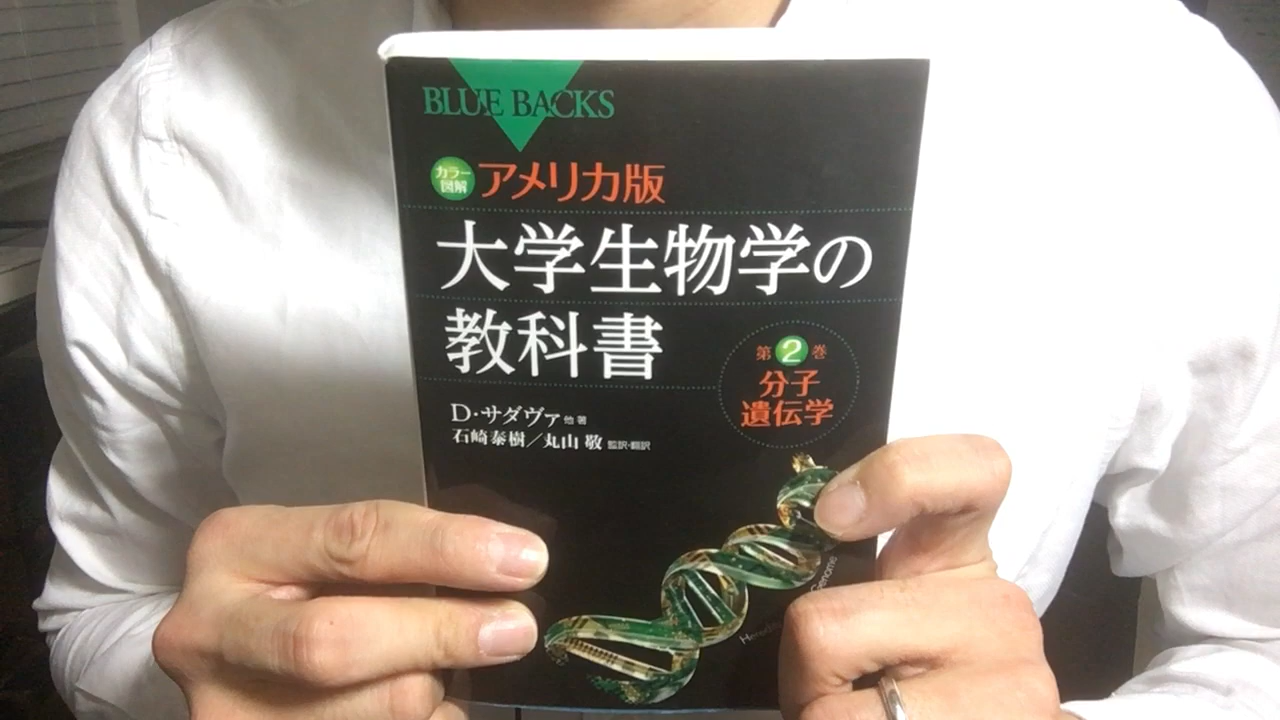 BLUE BACKS
カラー図解 アメリカ版
大学生物学の
教科書
第2巻
分子
遺伝学
D・サダヴァ 他著
石崎泰樹/丸山 敬 監訳・翻訳
Genome